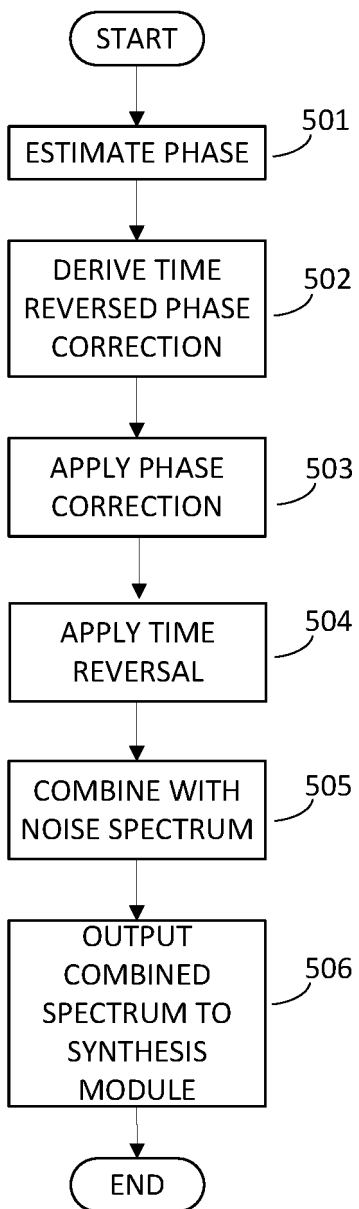 START
ESTIMATE PHASE
501
DERIVE TIME
REVERSED PHASE
CORRECTION
502
APPLY PHASE
CORRECTION
503
APPLY TIME
REVERSAL
504
COMBINE WITH
NOISE SPECTRUM
505
OUTPUT
COMBINED
SPECTRUM TO
SYNTHESIS
MODULE
506
END